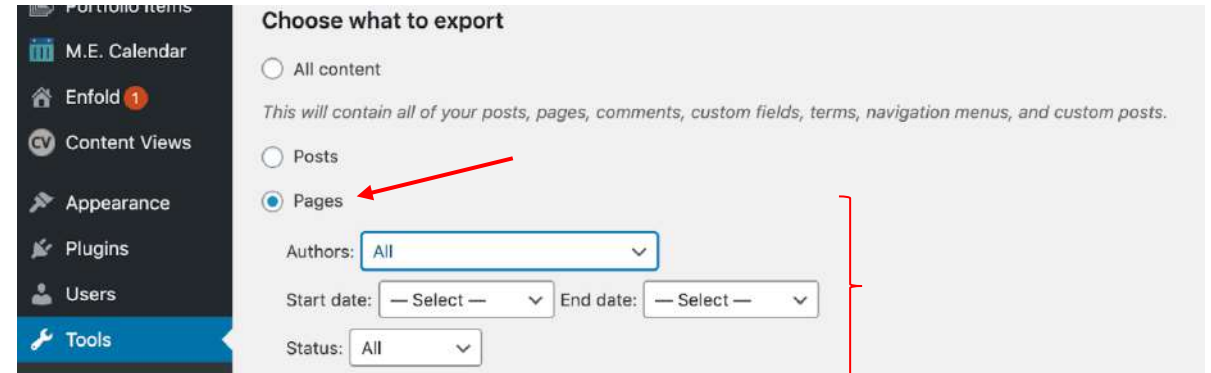 Portfolio Items
M.E. Calendar
Enfold 1
Content Views
Appearance
Plugins
Users
Tools
Choose what to export
All content
This will contain all of your posts, pages, comments, custom fields, terms, navigation menus, and custom posts.
Posts
Pages
Authors: All
Start date: — Select — End date: — Select —
Status: All